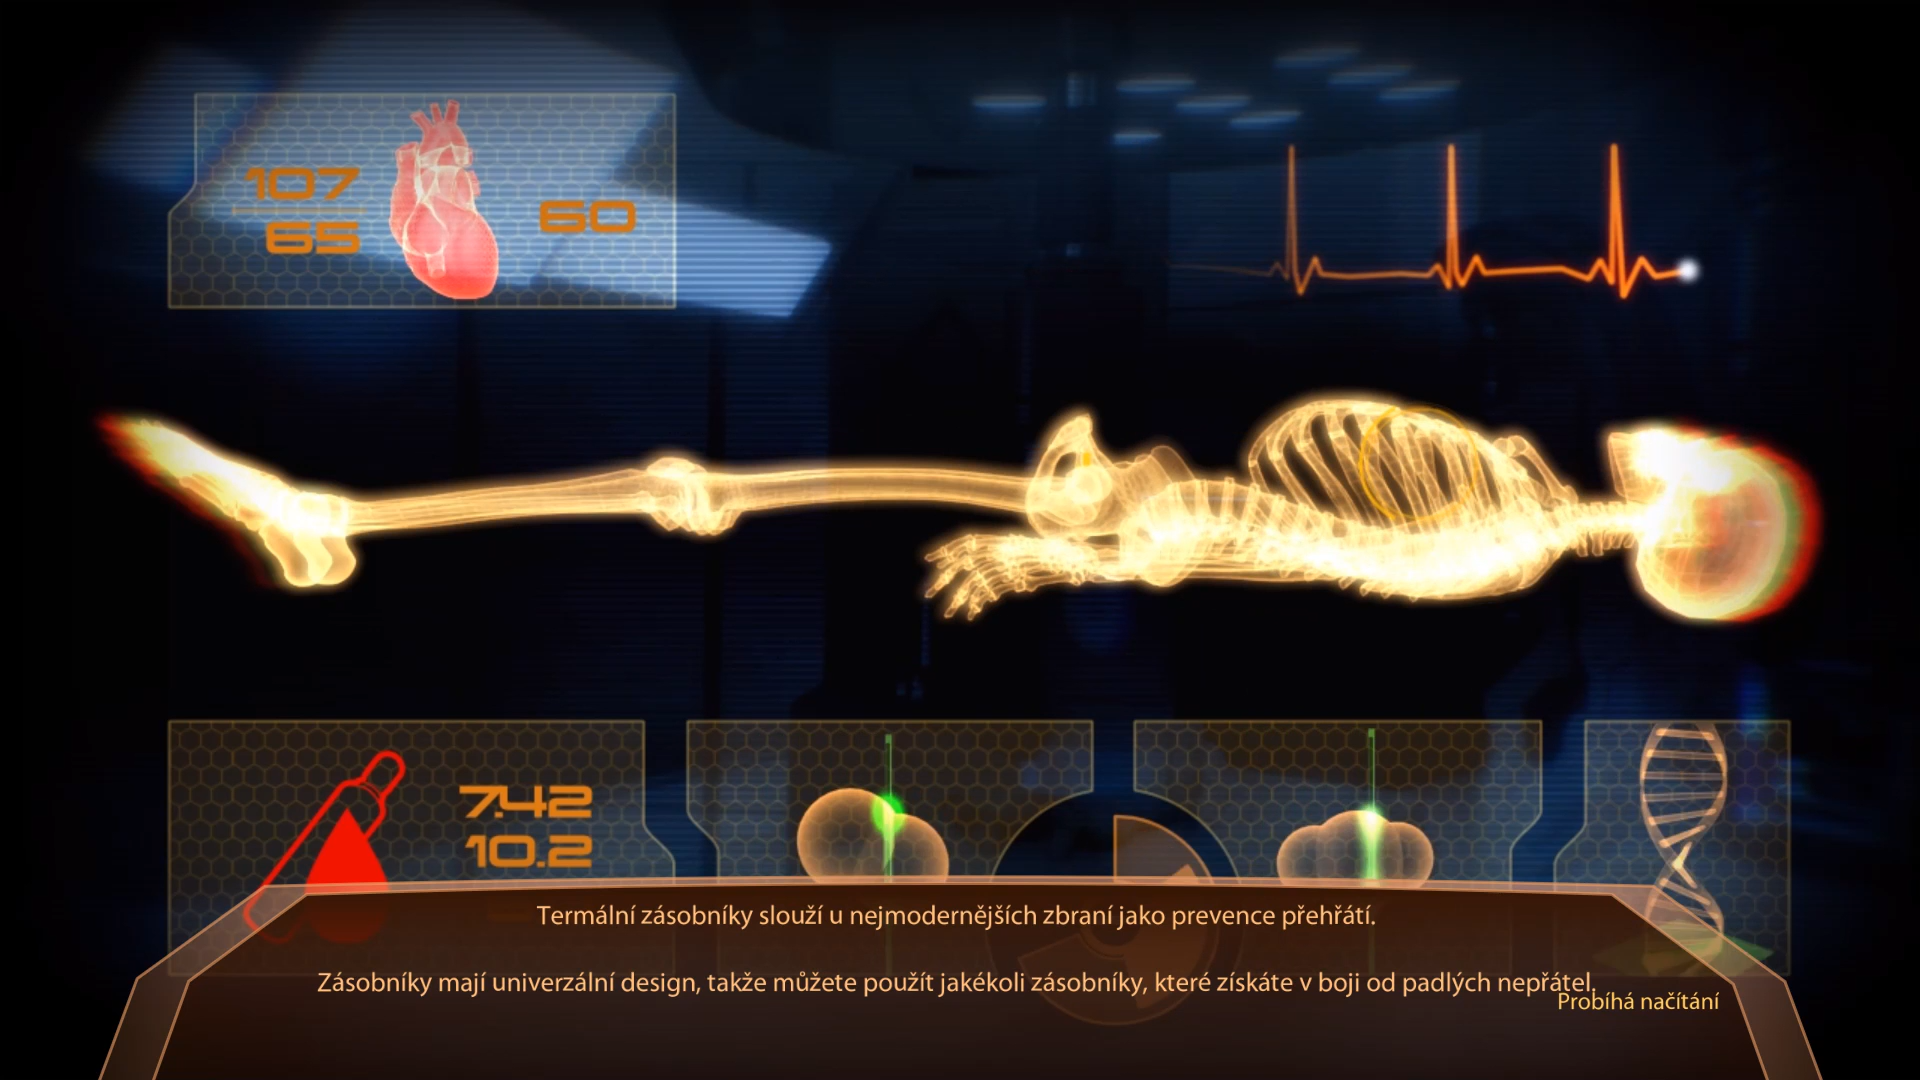 107
65
60
7.42
10.2
Termální zásobníky slouží u nejmodernějších zbraní jako prevence přehřátí.
Zásobníky mají univerzální design, takže můžete použít jakékoli zásobníky, které získáte v boji od padlých nepřátel.
Probíhá načítání